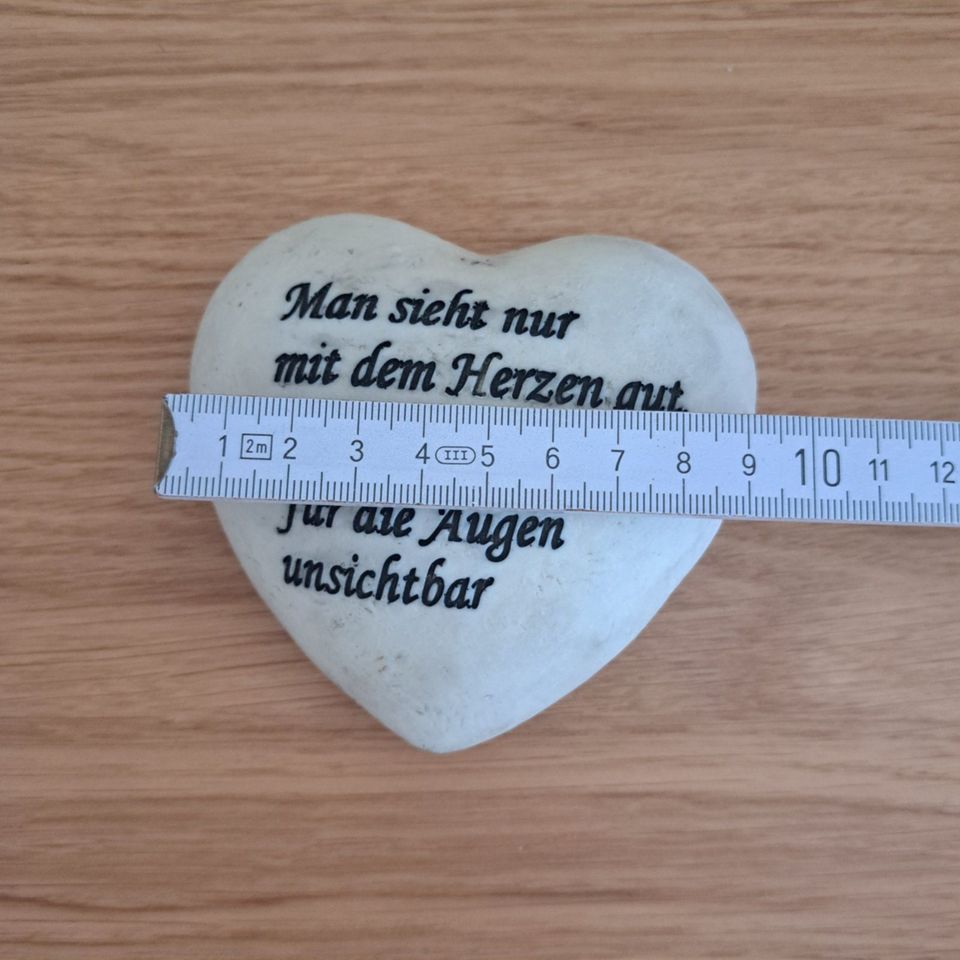 Man sieht nur
mit dem Herzen gut
1 2m 2 3 4 III 5 6 7 8 9 10 11 12
für die Augen
unsichtbar